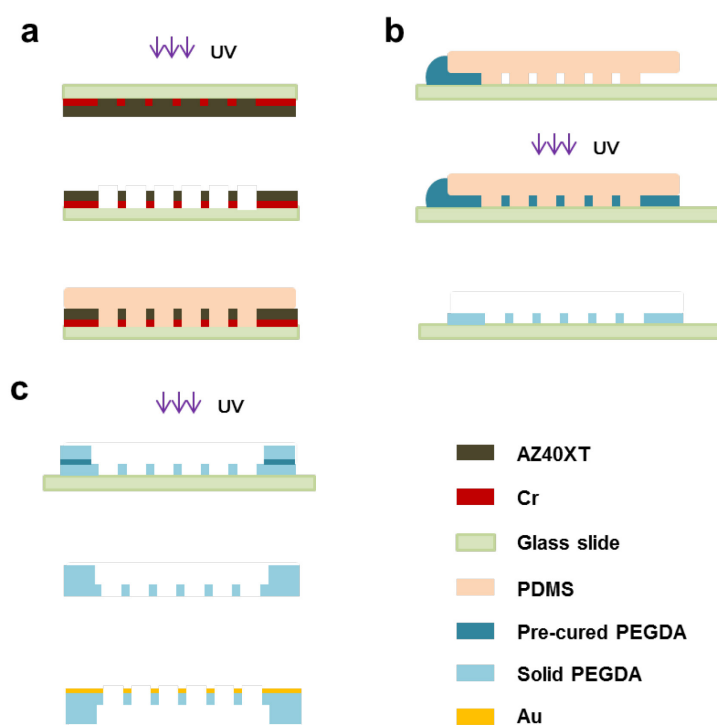 a
UV
b
UV
c
UV
AZ40XT
Cr
Glass slide
PDMS
Pre-cured PEGDA
Solid PEGDA
Au